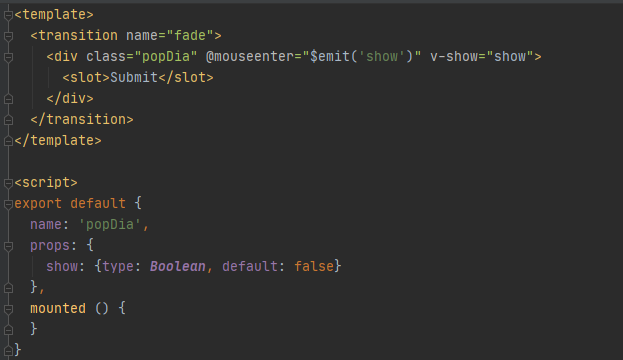 <template>
  <transition name="fade">
    <div class="popDia" @mouseenter="$emit('show')" v-show="show">
      <slot>Submit</slot>
    </div>
  </transition>
</template>

<script>
export default {
  name: 'popDia',
  props: {
    show: {type: Boolean, default: false}
  },
  mounted () {
  }
}